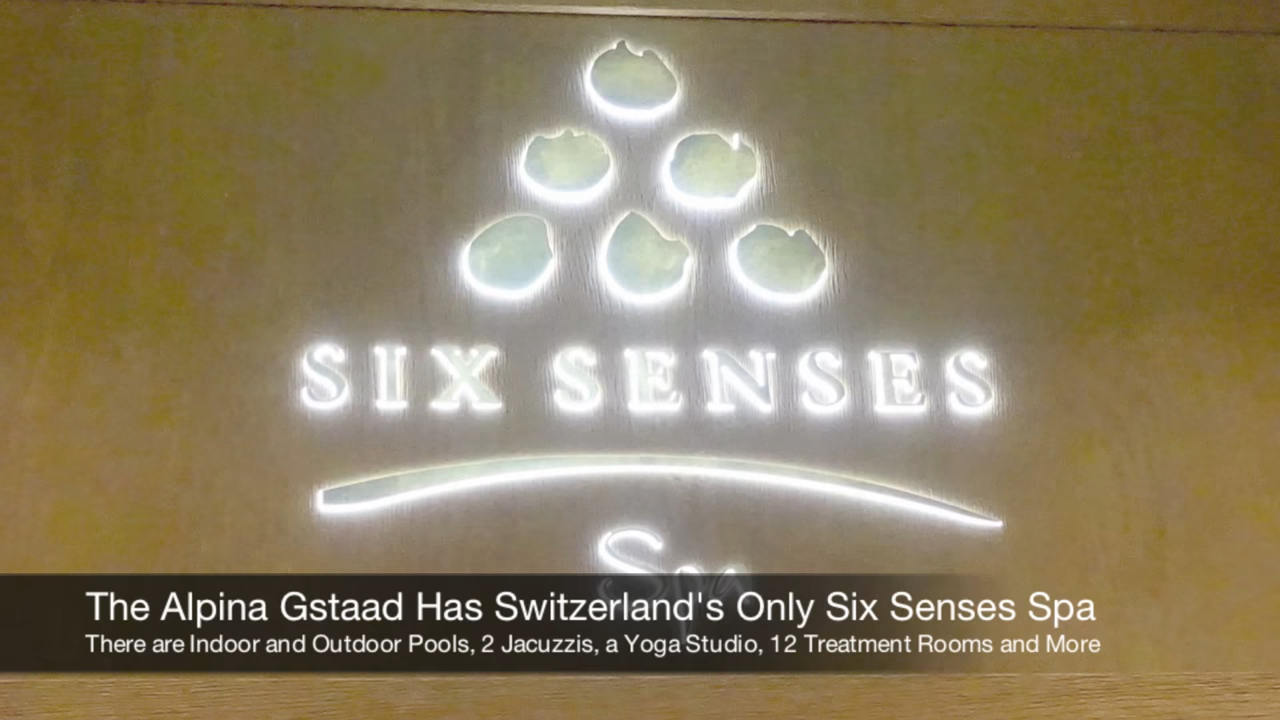 SIX SENSES
Spa
The Alpina Gstaad Has Switzerland's Only Six Senses Spa
There are Indoor and Outdoor Pools, 2 Jacuzzis, a Yoga Studio, 12 Treatment Rooms and More